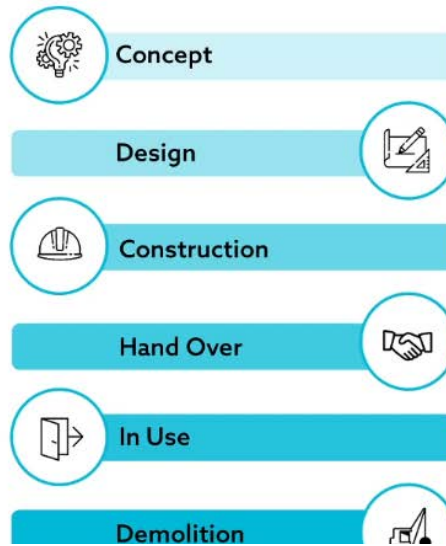 Concept
Design
Construction
Hand Over
In Use
Demolition